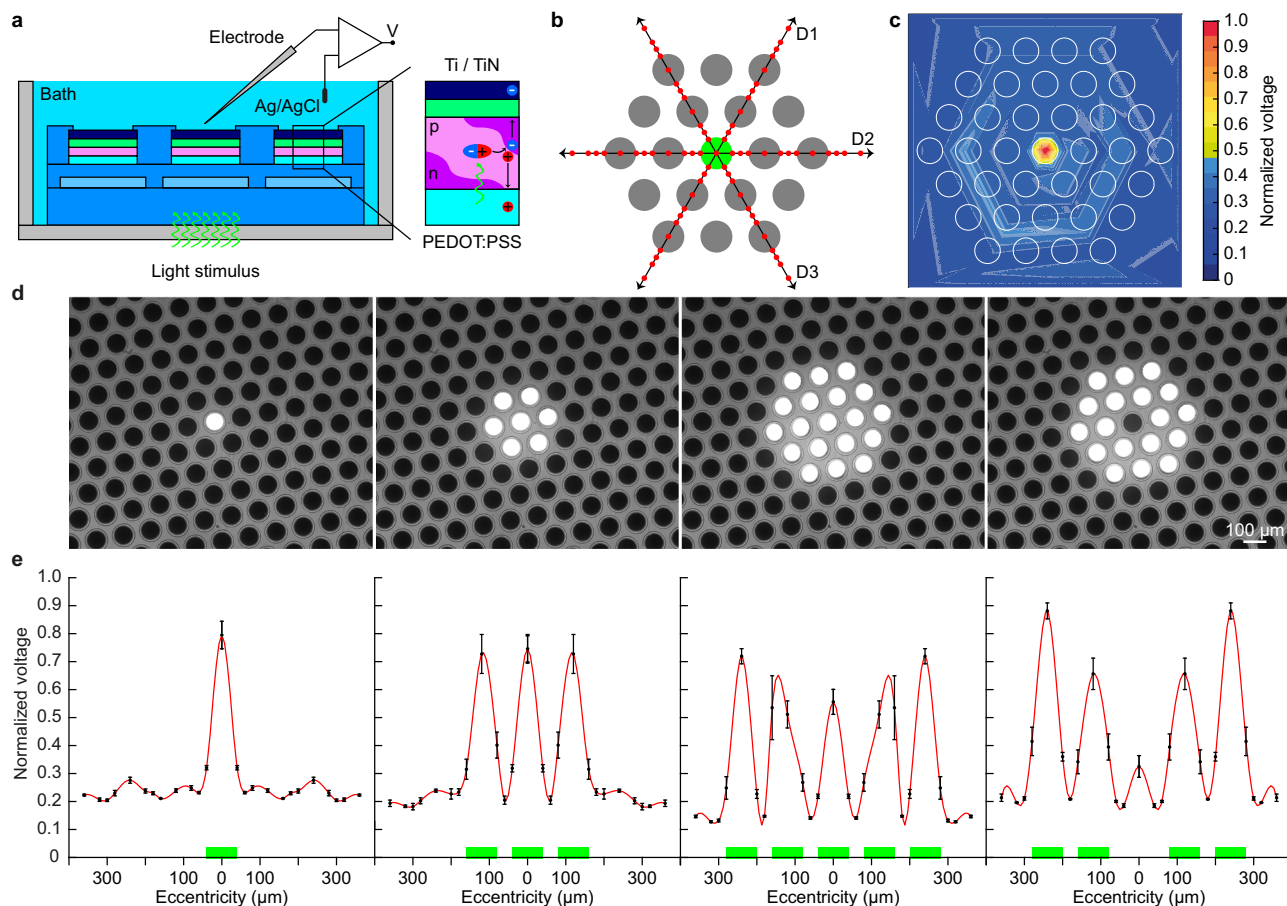 a
Electrode
V
Ti / TiN
Bath
Ag/AgCl
-
p
- +
-
+
n
+
PEDOT:PSS
Light stimulus
b
D1
D2
D3
c
1.0
0.9
0.8
0.7
0.6
0.5
0.4
0.3
0.2
0.1
0
Normalized voltage
d
100 µm
e
Normalized voltage
1.0
0.9
0.8
0.7
0.6
0.5
0.4
0.3
0.2
0.1
0
300 100 0 100 300
Eccentricity (µm)
300 100 0 100 300
Eccentricity (µm)
300 100 0 100 300
Eccentricity (µm)
300 100 0 100 300
Eccentricity (µm)